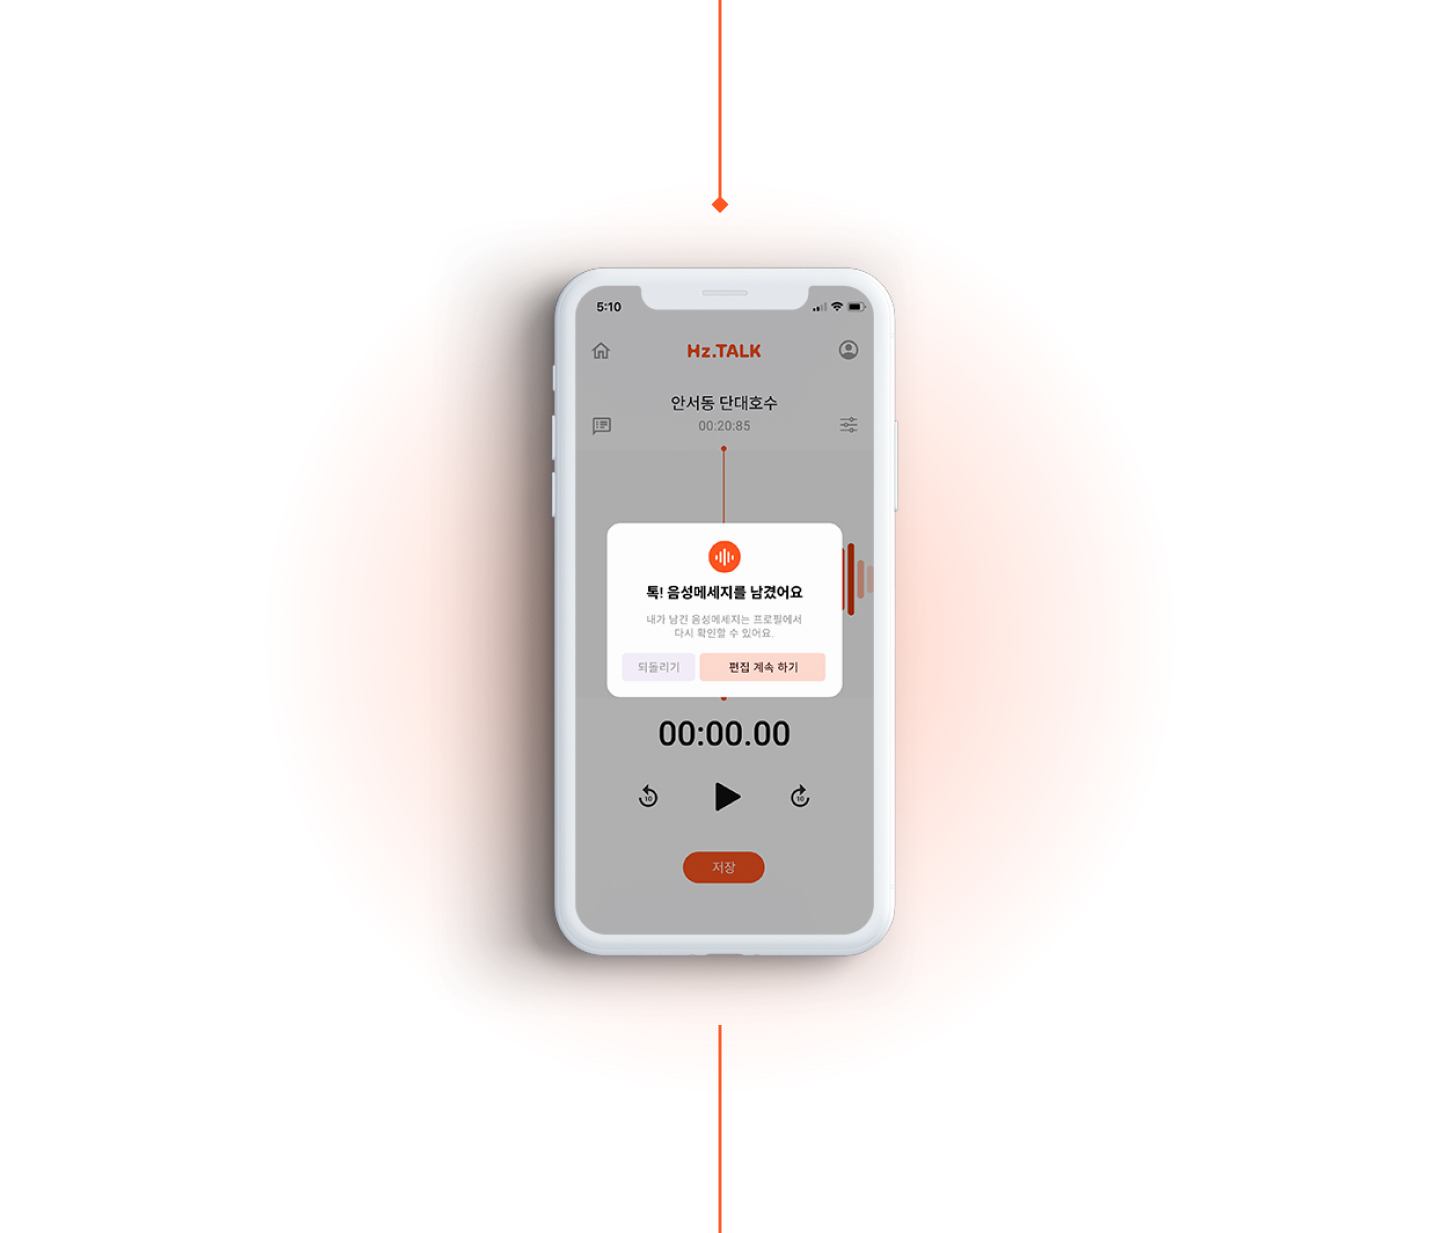 5:10
Hz.TALK
안서동 단대호수
00:20:85
톡! 음성메세지를 남겼어요
내가 남긴 음성메세지는 프로필에서
다시 확인할 수 있어요.
되돌리기
편집 계속 하기
00:00.00
10
10
저장